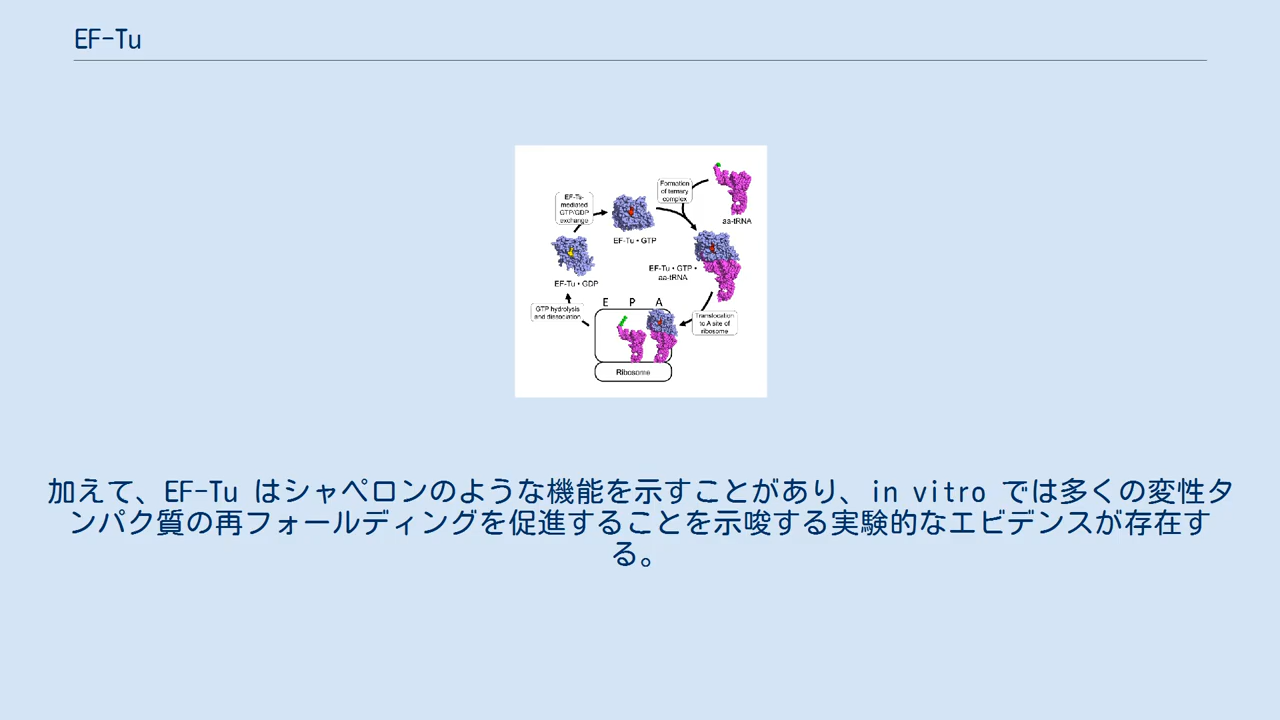 EF-Tu
EF-Ts-
mediated
GTP/GDP
exchange
Formation
of ternary
complex
aa-tRNA
EF-Tu • GTP
EF-Tu • GTP •
aa-tRNA
EF-Tu • GDP
GTP hydrolysis
and dissociation
E P A
Translocation
to A site of
ribosome
Ribosome
加えて、EF-Tu はシャペロンのような機能を示すことがあり、in vitro では多くの変性タ
ンパク質の再フォールディングを促進することを示唆する実験的なエビデンスが存在す
る。